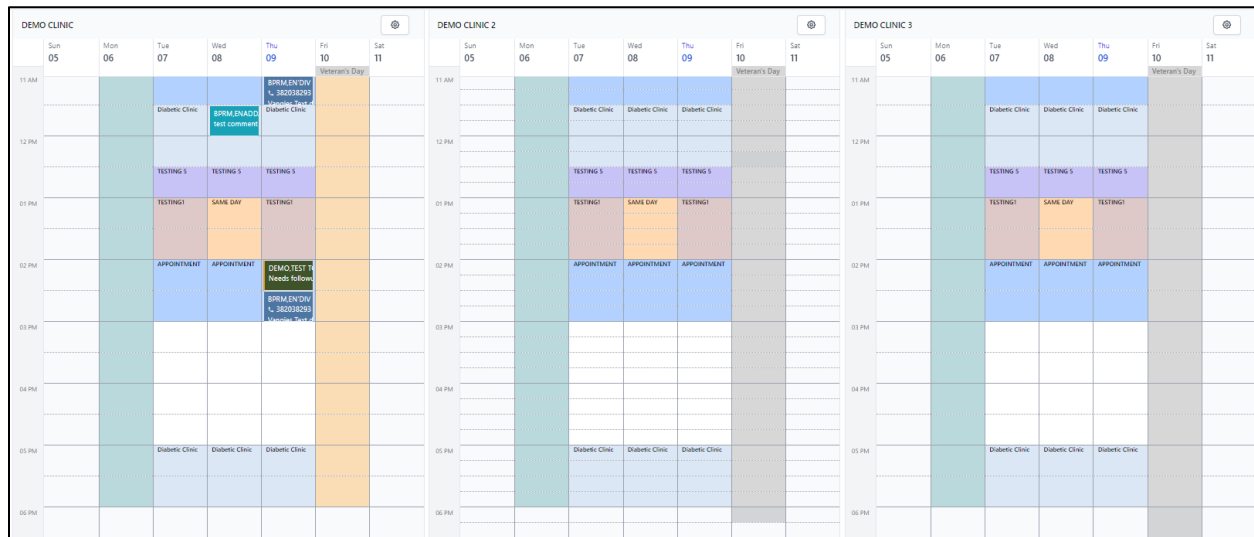 DEMO CLINIC
Sun Mon Tue Wed Thu Fri Sat
05 06 07 08 09 10 11
Veteran's Day
11 AM
BPRM,EN'DIV
382038293
Diabetic Clinic
BPRM,ENADD,
test comment
Diabetic Clinic
12 PM
TESTING 5 TESTING 5 TESTING 5
01 PM
TESTING1 SAME DAY TESTING1
02 PM
APPOINTMENT APPOINTMENT
DEMO,TEST
Needs
BPRM,EN'DIV
382038293
03 PM
04 PM
05 PM
Diabetic Clinic Diabetic Clinic Diabetic Clinic
06 PM
DEMO CLINIC 2
Sun Mon Tue Wed Thu Fri Sat
05 06 07 08 09 10 11
Veteran's Day
11 AM
Diabetic Clinic Diabetic Clinic Diabetic Clinic
12 PM
TESTING 5 TESTING 5 TESTING 5
01 PM
TESTING1 SAME DAY TESTING1
02 PM
APPOINTMENT APPOINTMENT APPOINTMENT
03 PM
04 PM
05 PM
Diabetic Clinic Diabetic Clinic Diabetic Clinic
06 PM
DEMO CLINIC 3
Sun Mon Tue Wed Thu Fri Sat
05 06 07 08 09 10 11
Veteran's Day
11 AM
Diabetic Clinic Diabetic Clinic Diabetic Clinic
12 PM
TESTING 5 TESTING 5 TESTING 5
01 PM
TESTING1 SAME DAY TESTING1
02 PM
APPOINTMENT APPOINTMENT APPOINTMENT
03 PM
04 PM
05 PM
Diabetic Clinic Diabetic Clinic Diabetic Clinic
06 PM